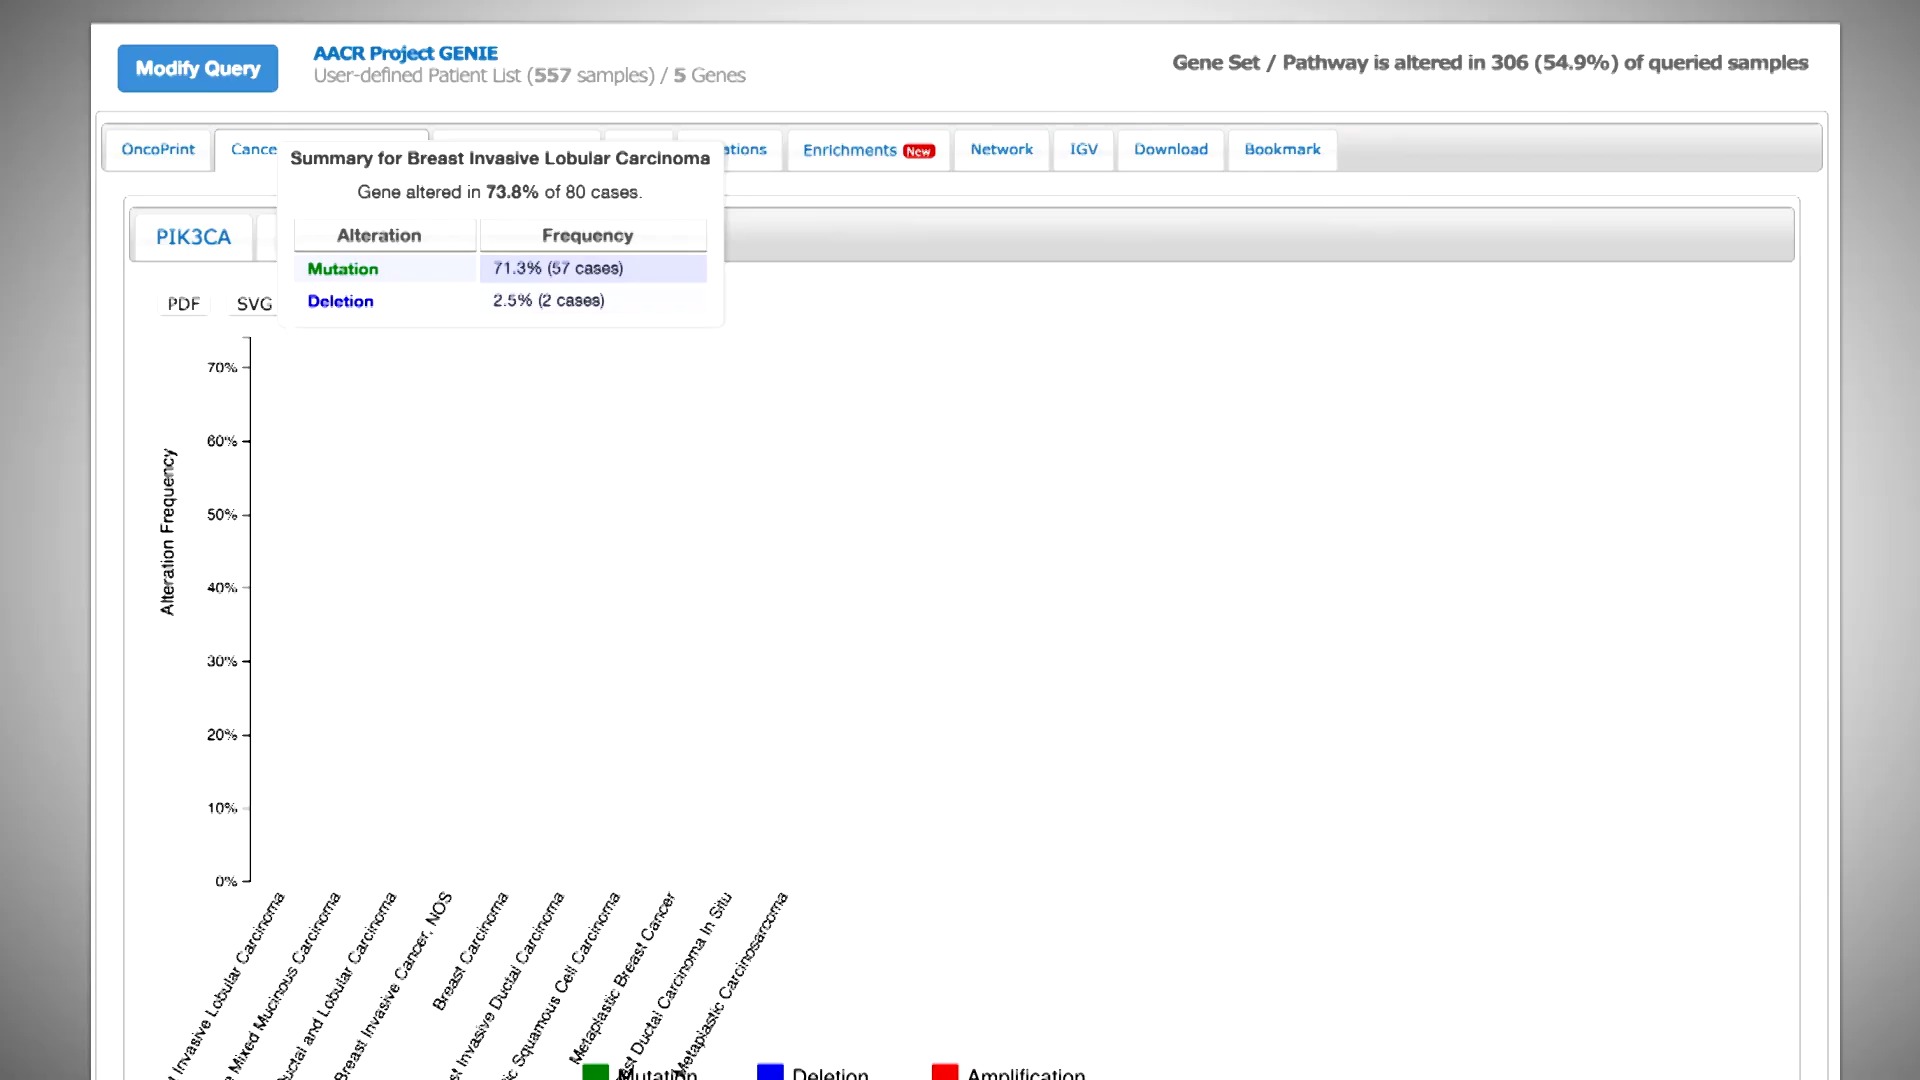 Modify Query
AACR Project GENIE
User-defined Patient List (557 samples) / 5 Genes
Gene Set / Pathway is altered in 306 (54.9%) of queried samples
OncoPrint
Cance
ations
Enrichments New
Network
IGV
Download
Bookmark
Summary for Breast Invasive Lobular Carcinoma
Gene altered in 73.8% of 80 cases.
Alteration Frequency
Mutation 71.3% (57 cases)
Deletion 2.5% (2 cases)
PIK3CA
PDF
SVG
Alteration Frequency
70%
60%
50%
40%
30%
20%
10%
0%
t Invasive Lobular Carcinoma
e Mixed Mucinous Carcinoma
Ductal and Lobular Carcinoma
Breast Invasive Cancer, NOS
Breast Carcinoma
st Invasive Ductal Carcinoma
ic Squamous Cell Carcinoma
Metaplastic Breast Cancer
st Ductal Carcinoma In Situ
Metaplastic Carcinosarcoma
Mutation
Deletion
Amplification